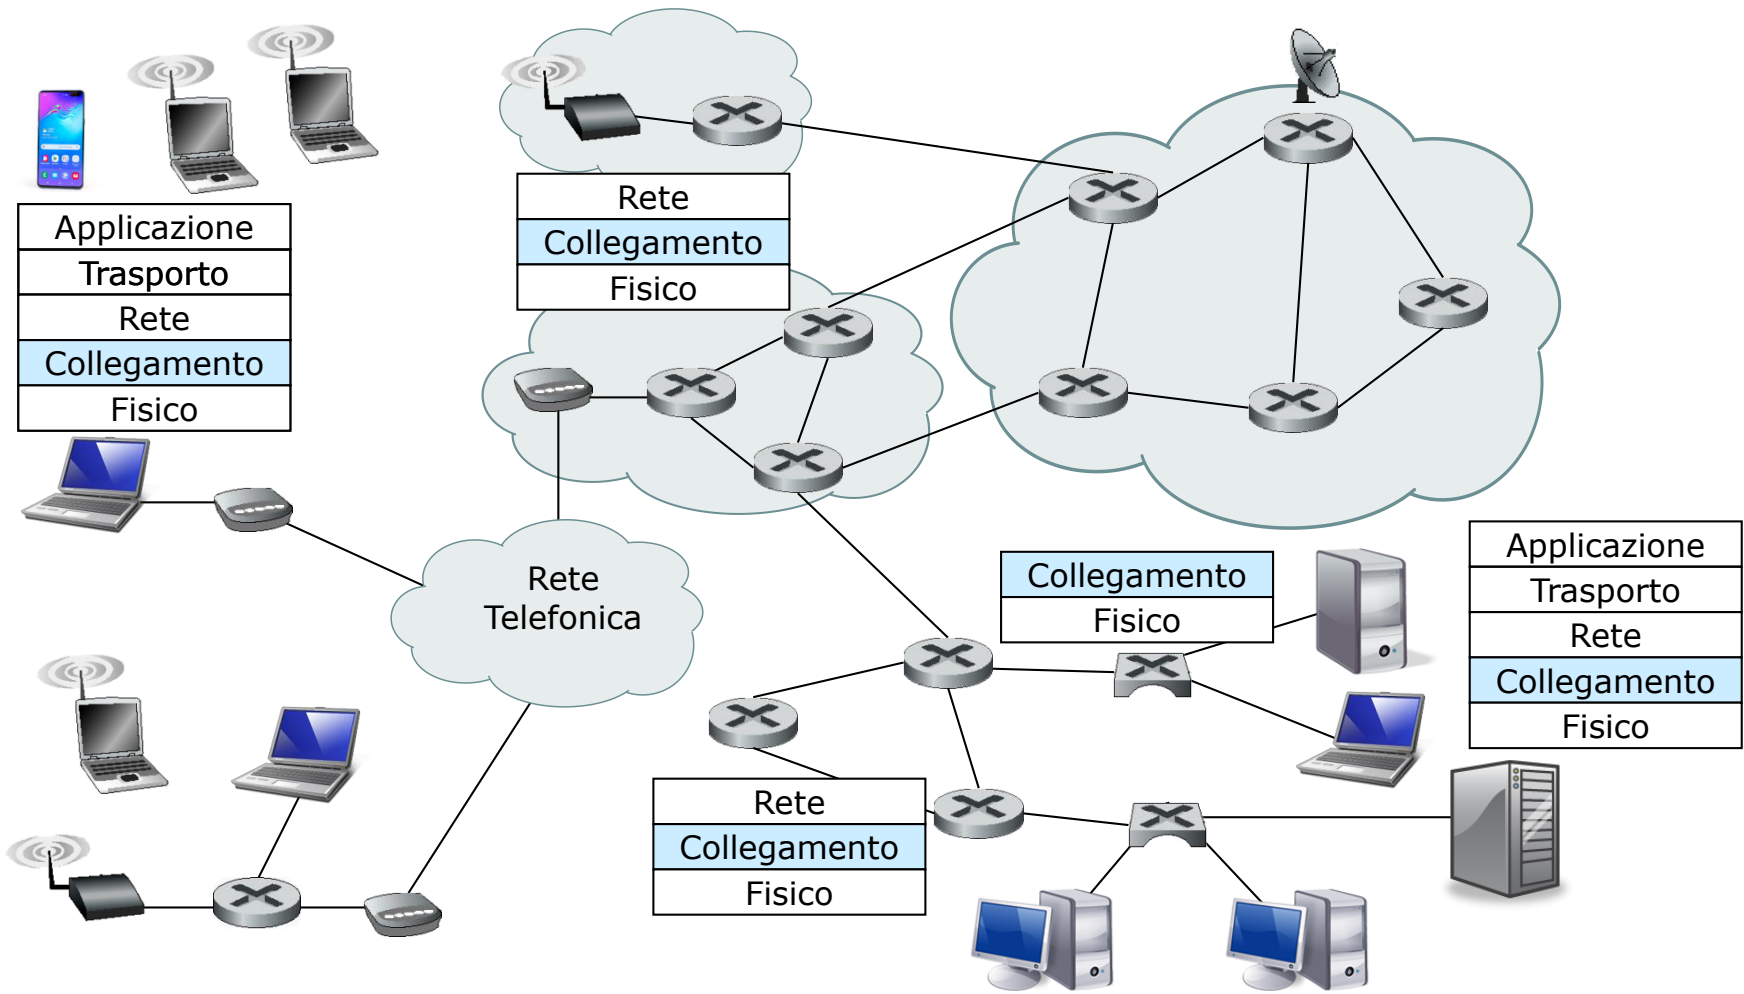 Applicazione
Trasporto
Rete
Collegamento
Fisico
Rete
Collegamento
Fisico
Rete
Telefonica
Collegamento
Fisico
Applicazione
Trasporto
Rete
Collegamento
Fisico
Rete
Collegamento
Fisico